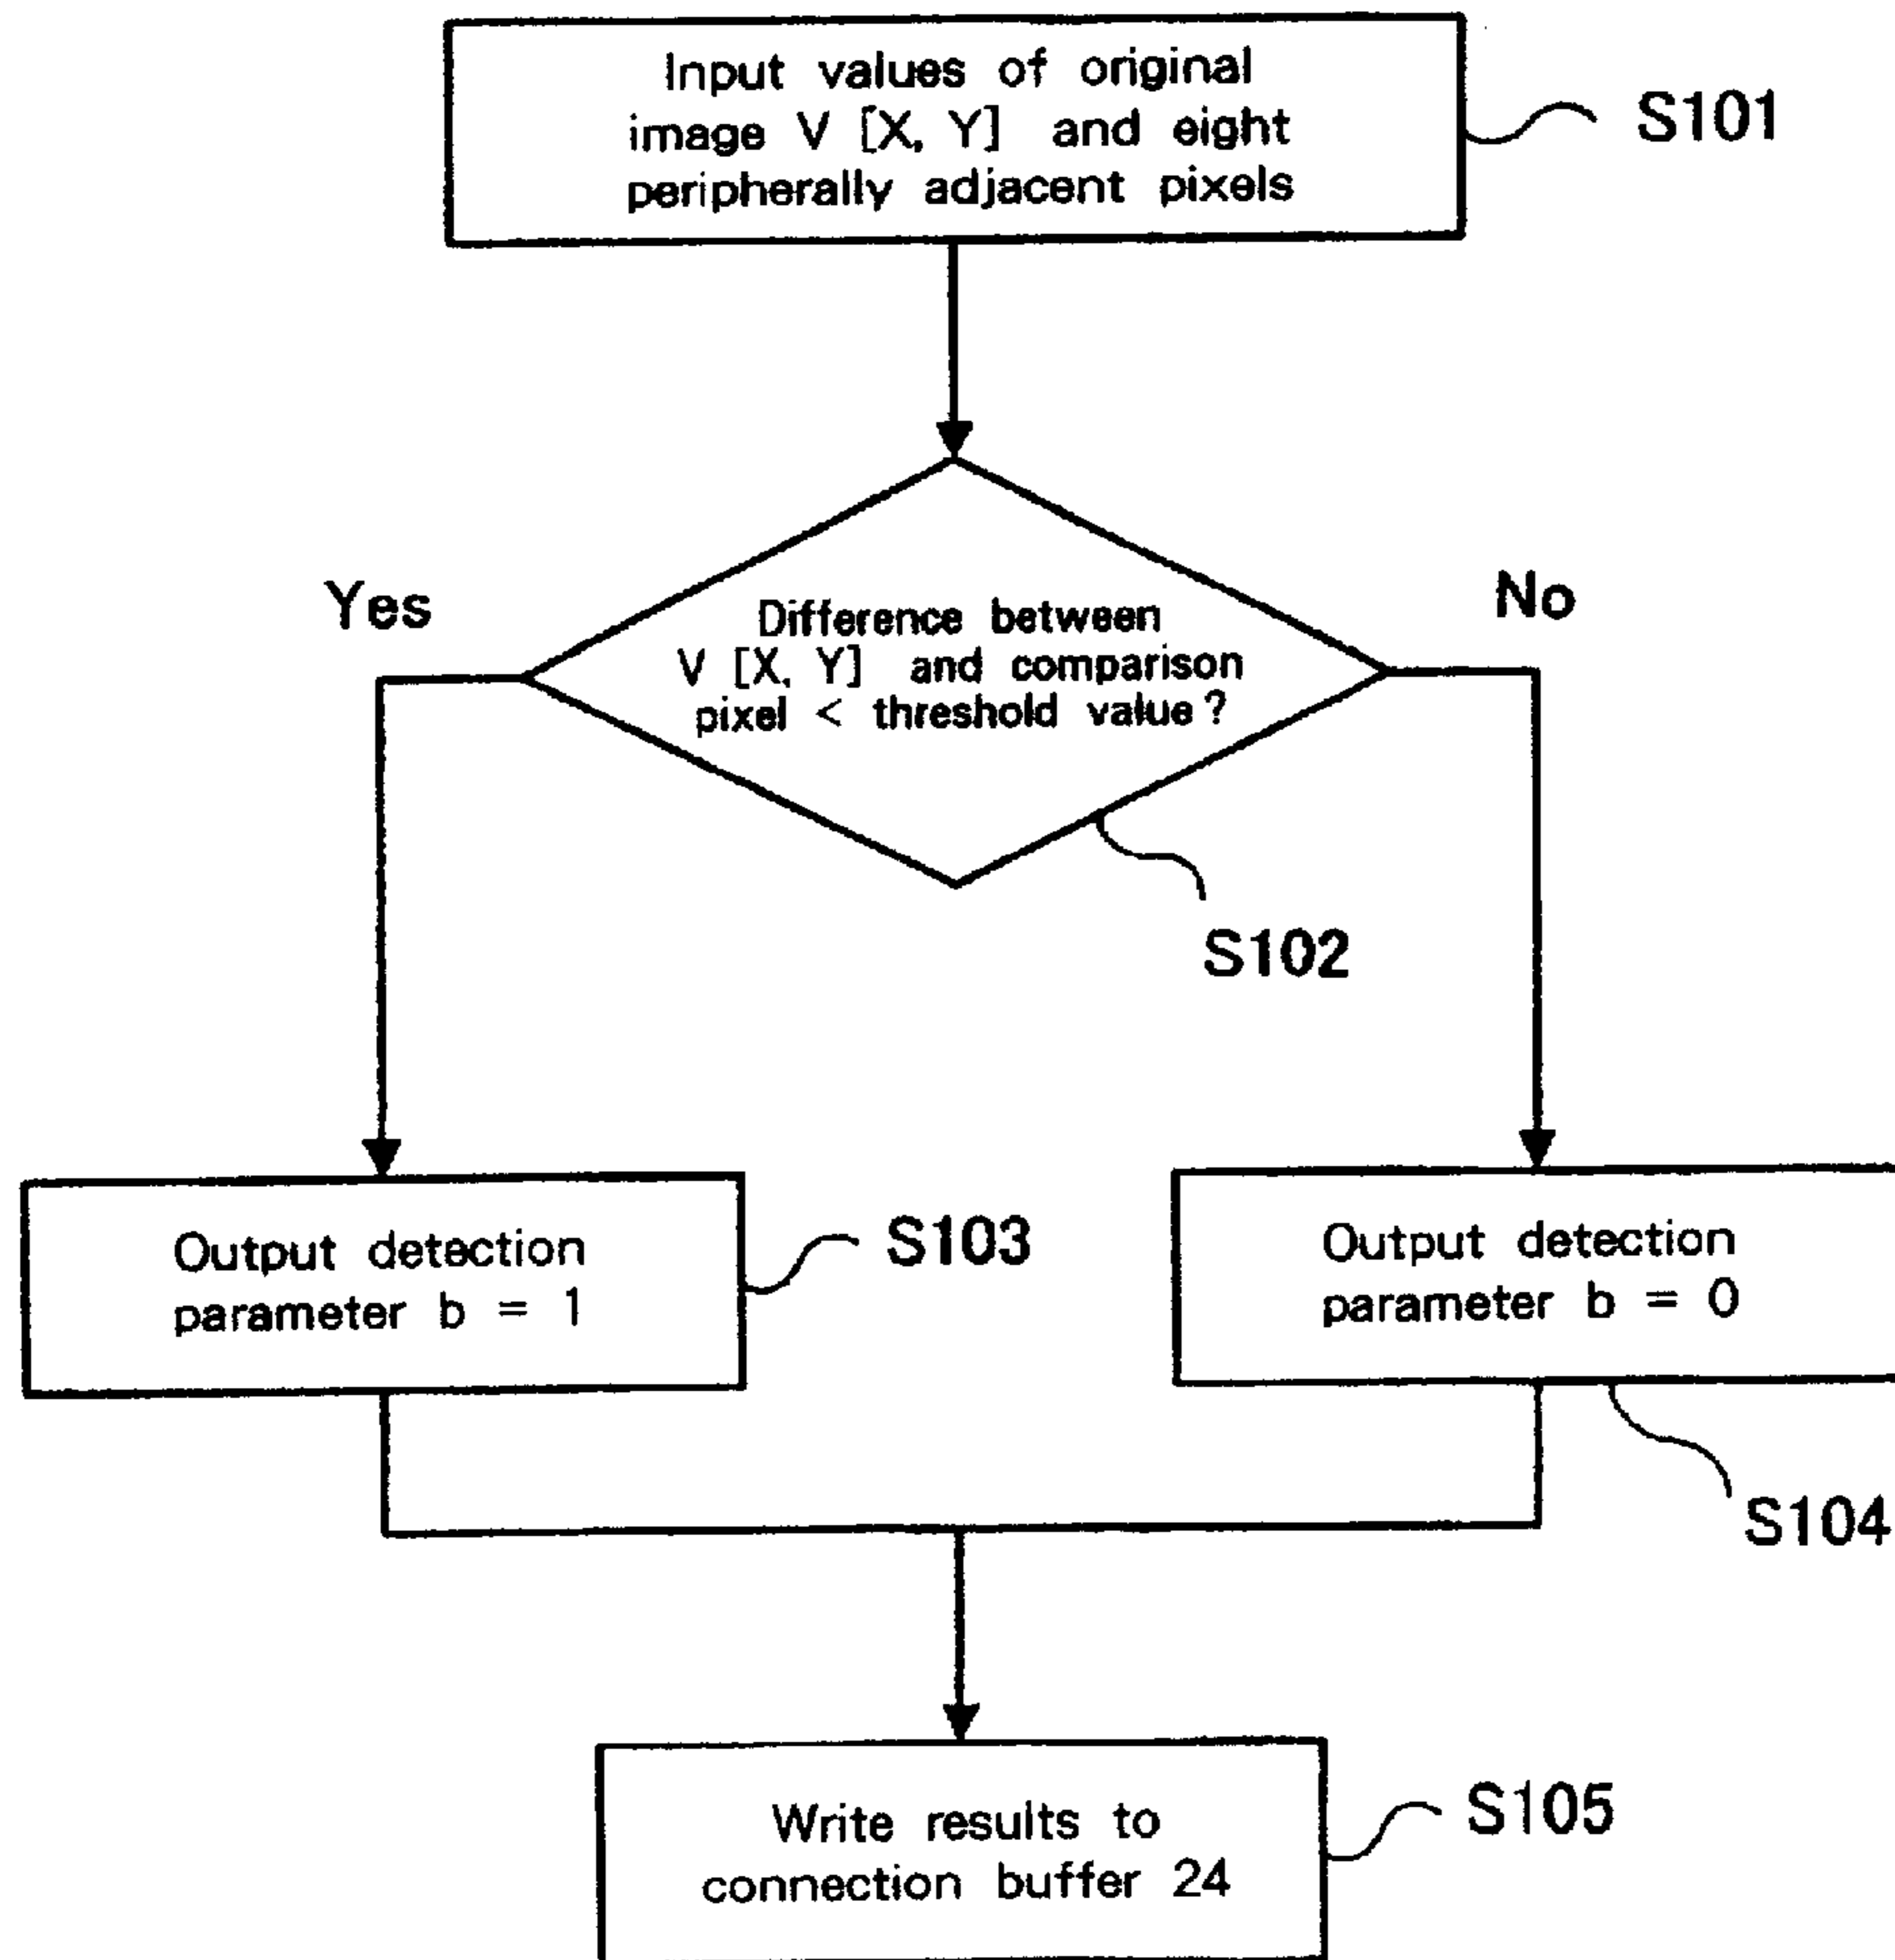 Input values of original
image V [X, Y] and eight
peripherally adjacent pixels
S101
Yes
No
Difference between
V [X, Y] and comparison
pixel < threshold value?
S102
Output detection
parameter b = 1
S103
Output detection
parameter b = 0
S104
Write results to
connection buffer 24
S105